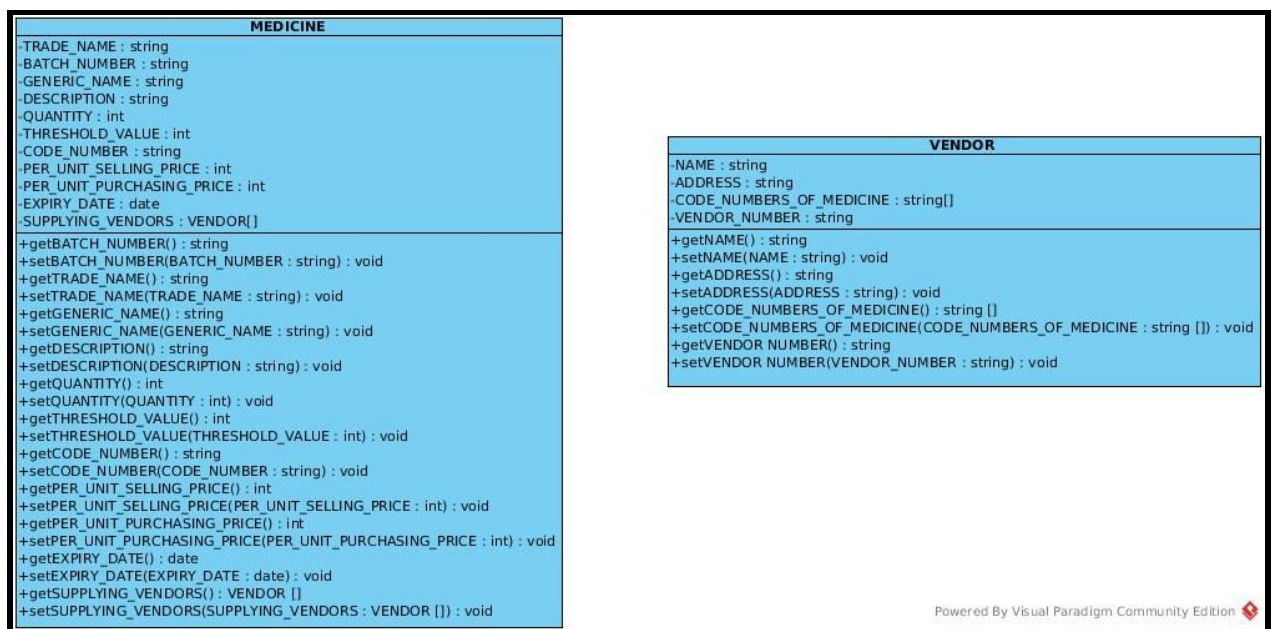 MEDICINE
-TRADE_NAME : string
-BATCH_NUMBER : string
-GENERIC_NAME : string
-DESCRIPTION : string
-QUANTITY : int
-THRESHOLD_VALUE : int
-CODE_NUMBER : string
-PER_UNIT_SELLING_PRICE : int
-PER_UNIT_PURCHASING_PRICE : int
-EXPIRY_DATE : date
-SUPPLYING_VENDORS : VENDOR[]
+getBATCH_NUMBER() : string
+setBATCH_NUMBER(BATCH_NUMBER : string) : void
+getTRADE_NAME() : string
+setTRADE_NAME(TRADE_NAME : string) : void
+getGENERIC_NAME() : string
+setGENERIC_NAME(GENERIC_NAME : string) : void
+getDESCRIPTION() : string
+setDESCRIPTION(DESCRIPTION : string) : void
+getQUANTITY() : int
+setQUANTITY(QUANTITY : int) : void
+getTHRESHOLD_VALUE() : int
+setTHRESHOLD_VALUE(THRESHOLD_VALUE : int) : void
+getCODE_NUMBER() : string
+setCODE_NUMBER(CODE_NUMBER : string) : void
+getPER_UNIT_SELLING_PRICE() : int
+setPER_UNIT_SELLING_PRICE(PER_UNIT_SELLING_PRICE : int) : void
+getPER_UNIT_PURCHASING_PRICE() : int
+setPER_UNIT_PURCHASING_PRICE(PER_UNIT_PURCHASING_PRICE : int) : void
+getEXPIRY_DATE() : date
+setEXPIRY_DATE(EXPIRY_DATE : date) : void
+getSUPPLYING_VENDORS() : VENDOR []
+setSUPPLYING_VENDORS(SUPPLYING_VENDORS : VENDOR []) : void
VENDOR
-NAME : string
-ADDRESS : string
-CODE_NUMBERS_OF_MEDICINE : string[]
-VENDOR_NUMBER : string
+getNAME() : string
+setNAME(NAME : string) : void
+getADDRESS() : string
+setADDRESS(ADDRESS : string) : void
+getCODE_NUMBERS_OF_MEDICINE() : string []
+setCODE_NUMBERS_OF_MEDICINE(CODE_NUMBERS_OF_MEDICINE : string []) : void
+getVENDOR NUMBER() : string
+setVENDOR NUMBER(VENDOR_NUMBER : string) : void
Powered By Visual Paradigm Community Edition